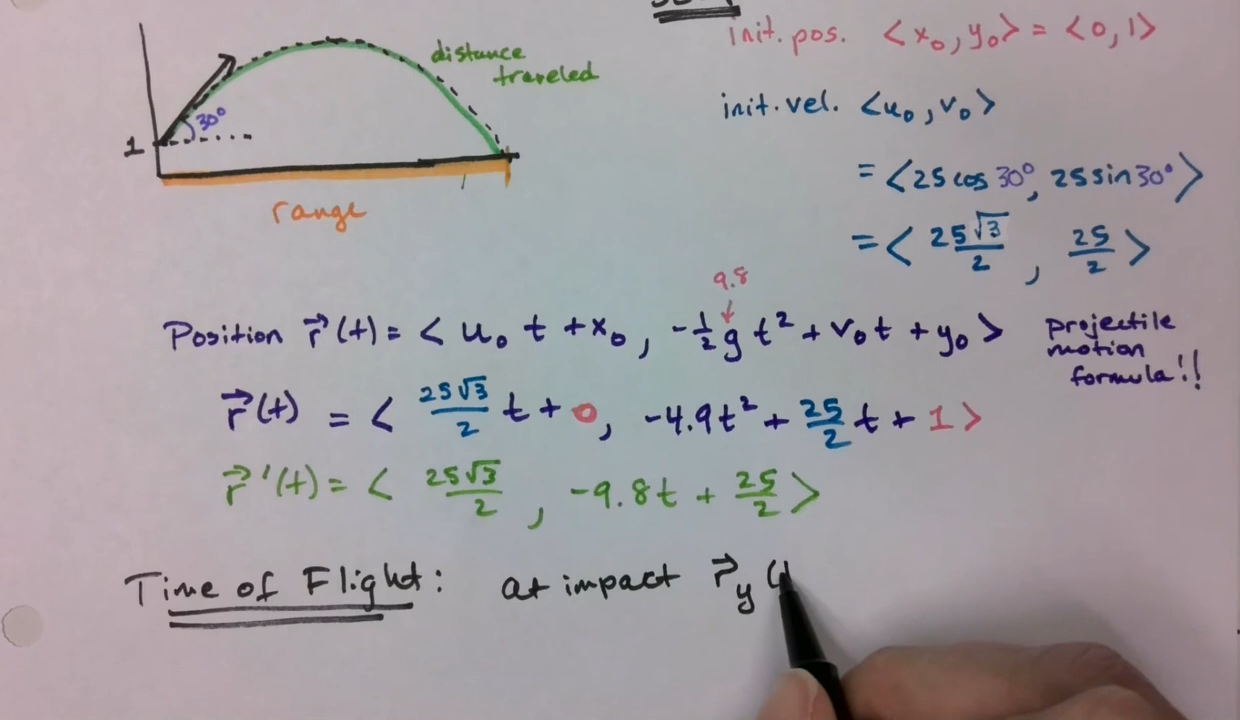 distance
traveled
30°
1
range
init. pos. <x₀, y₀> = <0, 1>
init. vel. <u₀, v₀>
= <25 cos 30°, 25 sin 30°>
= <25√3/2, 25/2>
9.8
↓
Position r⃗(t) = <u₀t + x₀, -½gt² + v₀t + y₀>
projectile
motion
formula!!
r⃗(t) = <25√3/2 t + 0, -4.9t² + 25/2 t + 1>
r⃗'(t) = <25√3/2, -9.8t + 25/2>
Time of Flight: at impact r⃗y(